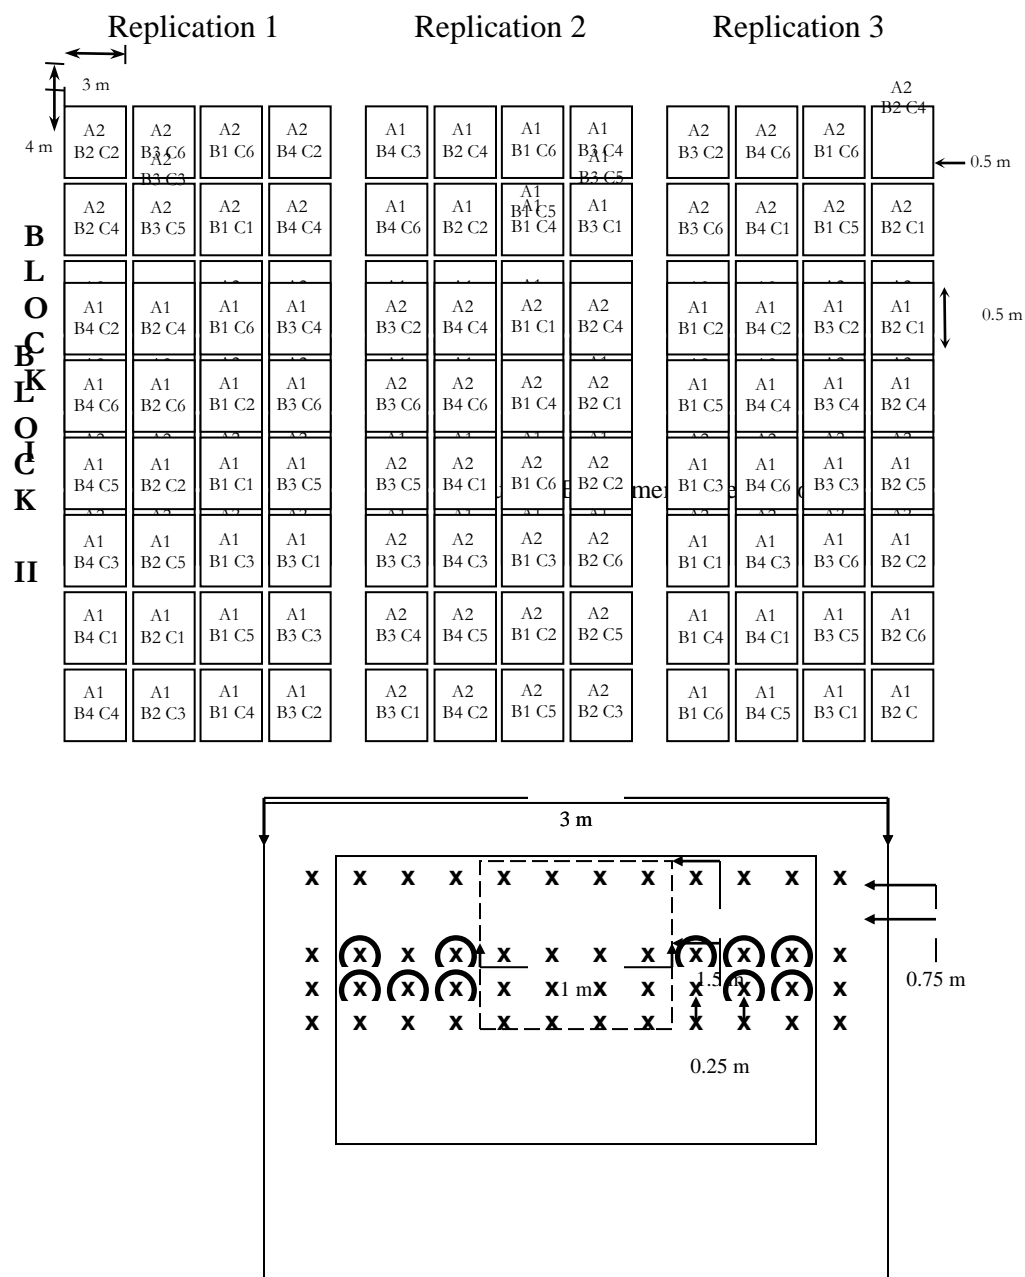 Replication 1 Replication 2 Replication 3
3 m
4 m
A2 A2 A2 A2 A1 A1 A1 A1 A2 A2 A2 A2
B2 C2 B3 C6 B1 C6 B4 C2 B4 C3 B2 C4 B1 C6 B3 C4 B3 C2 B4 C6 B1 C6 B2 C4
A2 A1
B3 C3 B3 C5
0.5 m
A1
B1 C5
A2 A2 A2 A2 A1 A1 A1 A1 A2 A2 A2 A2
B2 C4 B3 C5 B1 C1 B4 C4 B4 C6 B2 C2 B1 C4 B3 C1 B3 C6 B4 C1 B1 C5 B2 C1
A1 A1 A1 A1 A2 A2 A2 A2 A1 A1 A1 A1
B4 C2 B2 C4 B1 C6 B3 C4 B3 C2 B4 C4 B1 C1 B2 C4 B1 C2 B4 C2 B3 C2 B2 C1
0.5 m
A1 A1 A1 A1 A2 A2 A2 A2 A1 A1 A1 A1
B4 C6 B2 C6 B1 C2 B3 C6 B3 C6 B4 C6 B1 C4 B2 C1 B1 C5 B4 C4 B3 C4 B2 C4
A1 A1 A1 A1 A2 A2 A2 A2 A1 A1 A1 A1
B4 C5 B2 C2 B1 C1 B3 C5 B3 C5 B4 C1 B1 C6 B2 C2 B1 C3 B4 C6 B3 C3 B2 C5
A1 A1 A1 A1 A2 A2 A2 A2 A1 A1 A1 A1
B4 C3 B2 C5 B1 C3 B3 C1 B3 C3 B4 C3 B1 C3 B2 C6 B1 C1 B4 C3 B3 C6 B2 C2
A1 A1 A1 A1 A2 A2 A2 A2 A1 A1 A1 A1
B4 C1 B2 C1 B1 C5 B3 C3 B3 C4 B4 C5 B1 C2 B2 C5 B1 C4 B4 C1 B3 C5 B2 C6
A1 A1 A1 A1 A2 A2 A2 A2 A1 A1 A1 A1
B4 C4 B2 C3 B1 C4 B3 C2 B3 C1 B4 C2 B1 C5 B2 C3 B1 C6 B4 C5 B3 C1 B2 C
B
L
O
C
K
I
B
L
O
C
K
II
3 m
x x x x x x x x x x x x
x x x x x x x x x x x x
x x x x x x x x x x x x
x x x x x x x x x x x x
1 m
1.5 m
0.75 m
0.25 m